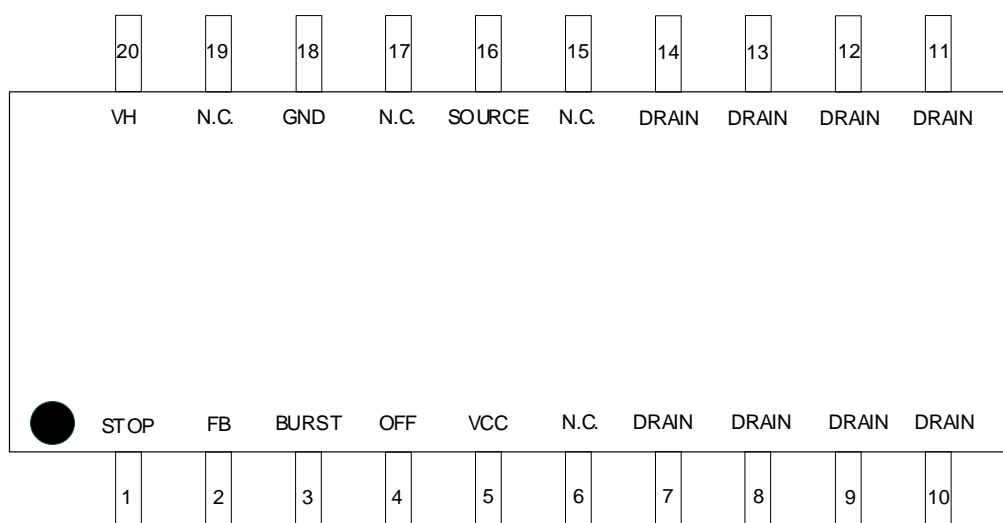 20 19 18 17 16 15 14 13 12 11
VH N.C. GND N.C. SOURCE N.C. DRAIN DRAIN DRAIN DRAIN
STOP FB BURST OFF VCC N.C. DRAIN DRAIN DRAIN DRAIN
1 2 3 4 5 6 7 8 9 10